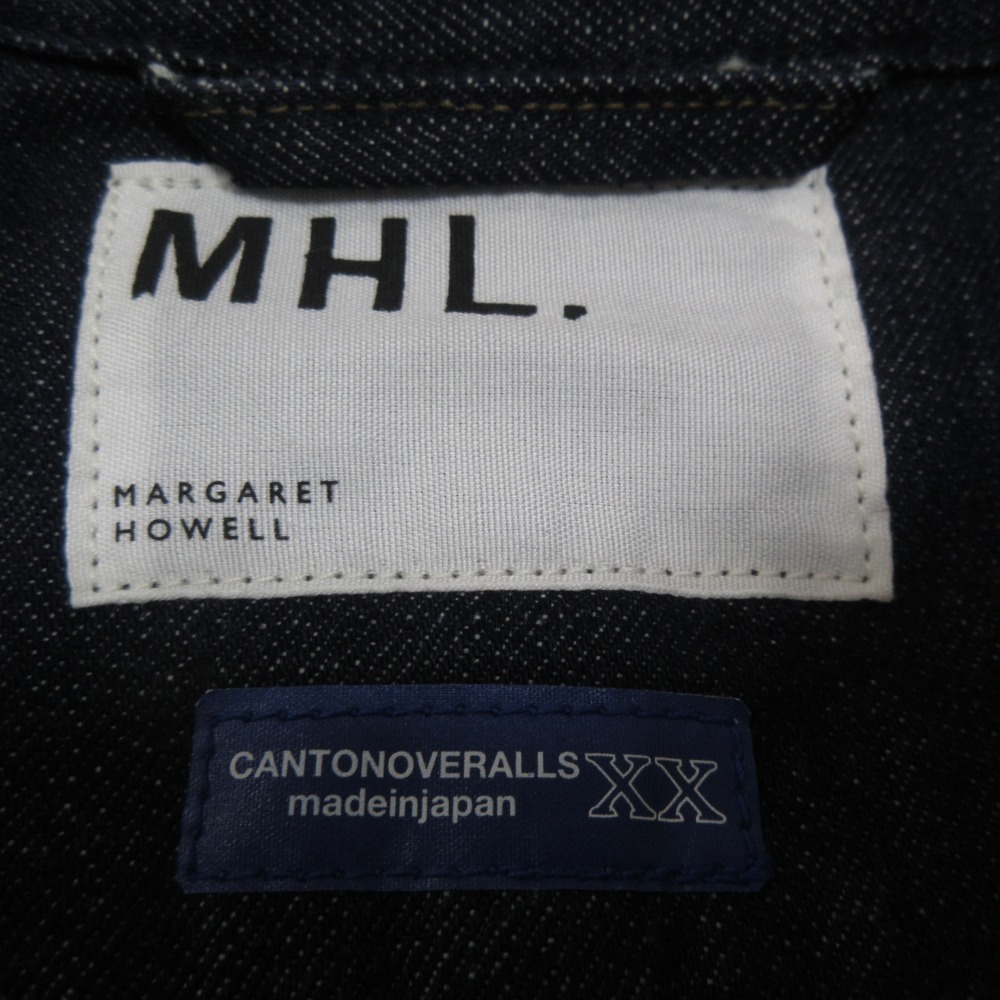 MHL.
MARGARET
HOWELL
CANTONOVERALLS XX
madeinjapan